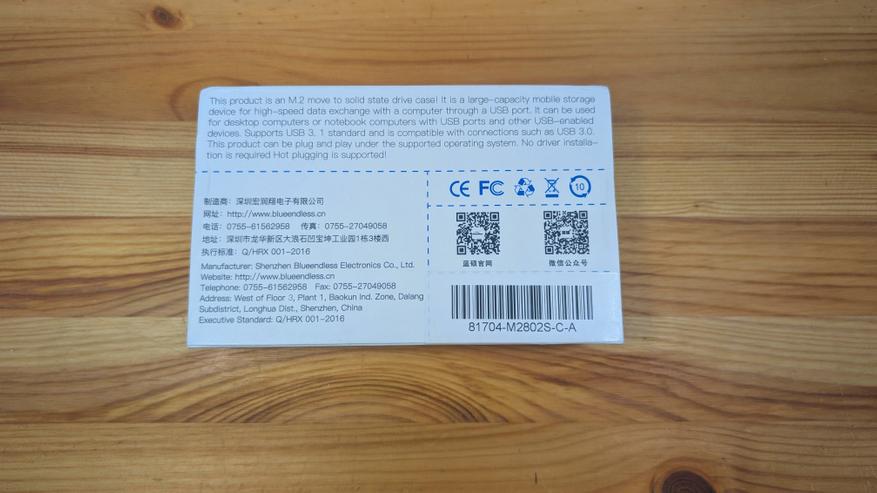 This product is an M.2 move to solid state drive case! It is a large-capacity mobile storage
device for high-speed data exchange with a computer through a USB port. It can be used
for desktop computers or notebook computers with USB ports and other USB-enabled
devices. Supports USB 3, 1 standard and is compatible with connections such as USB 3.0.
This product can be plug and play under the supported operating system. No driver installa-
tion is required Hot plugging is supported!
制造商：深圳宏润翔电子有限公司
网址：http://www.blueendless.cn
电话：0755-61562958 传真：0755-27049058
地址：深圳市龙华新区大浪石凹宝坤工业园1栋3楼西
执行标准：Q/HRX 001-2016
Manufacturer: Shenzhen Blueendless Electronics Co., Ltd.
Website: http://www.blueendless.cn
Telephone: 0755-61562958 Fax: 0755-27049058
Address: West of Floor 3, Plant 1, Baokun Ind. Zone, Dalang
Subdistrict, Longhua Dist., Shenzhen, China
Executive Standard: Q/HRX 001-2016
CE FC 10
蓝硕官网 微信公众号
81704-M2802S-C-A